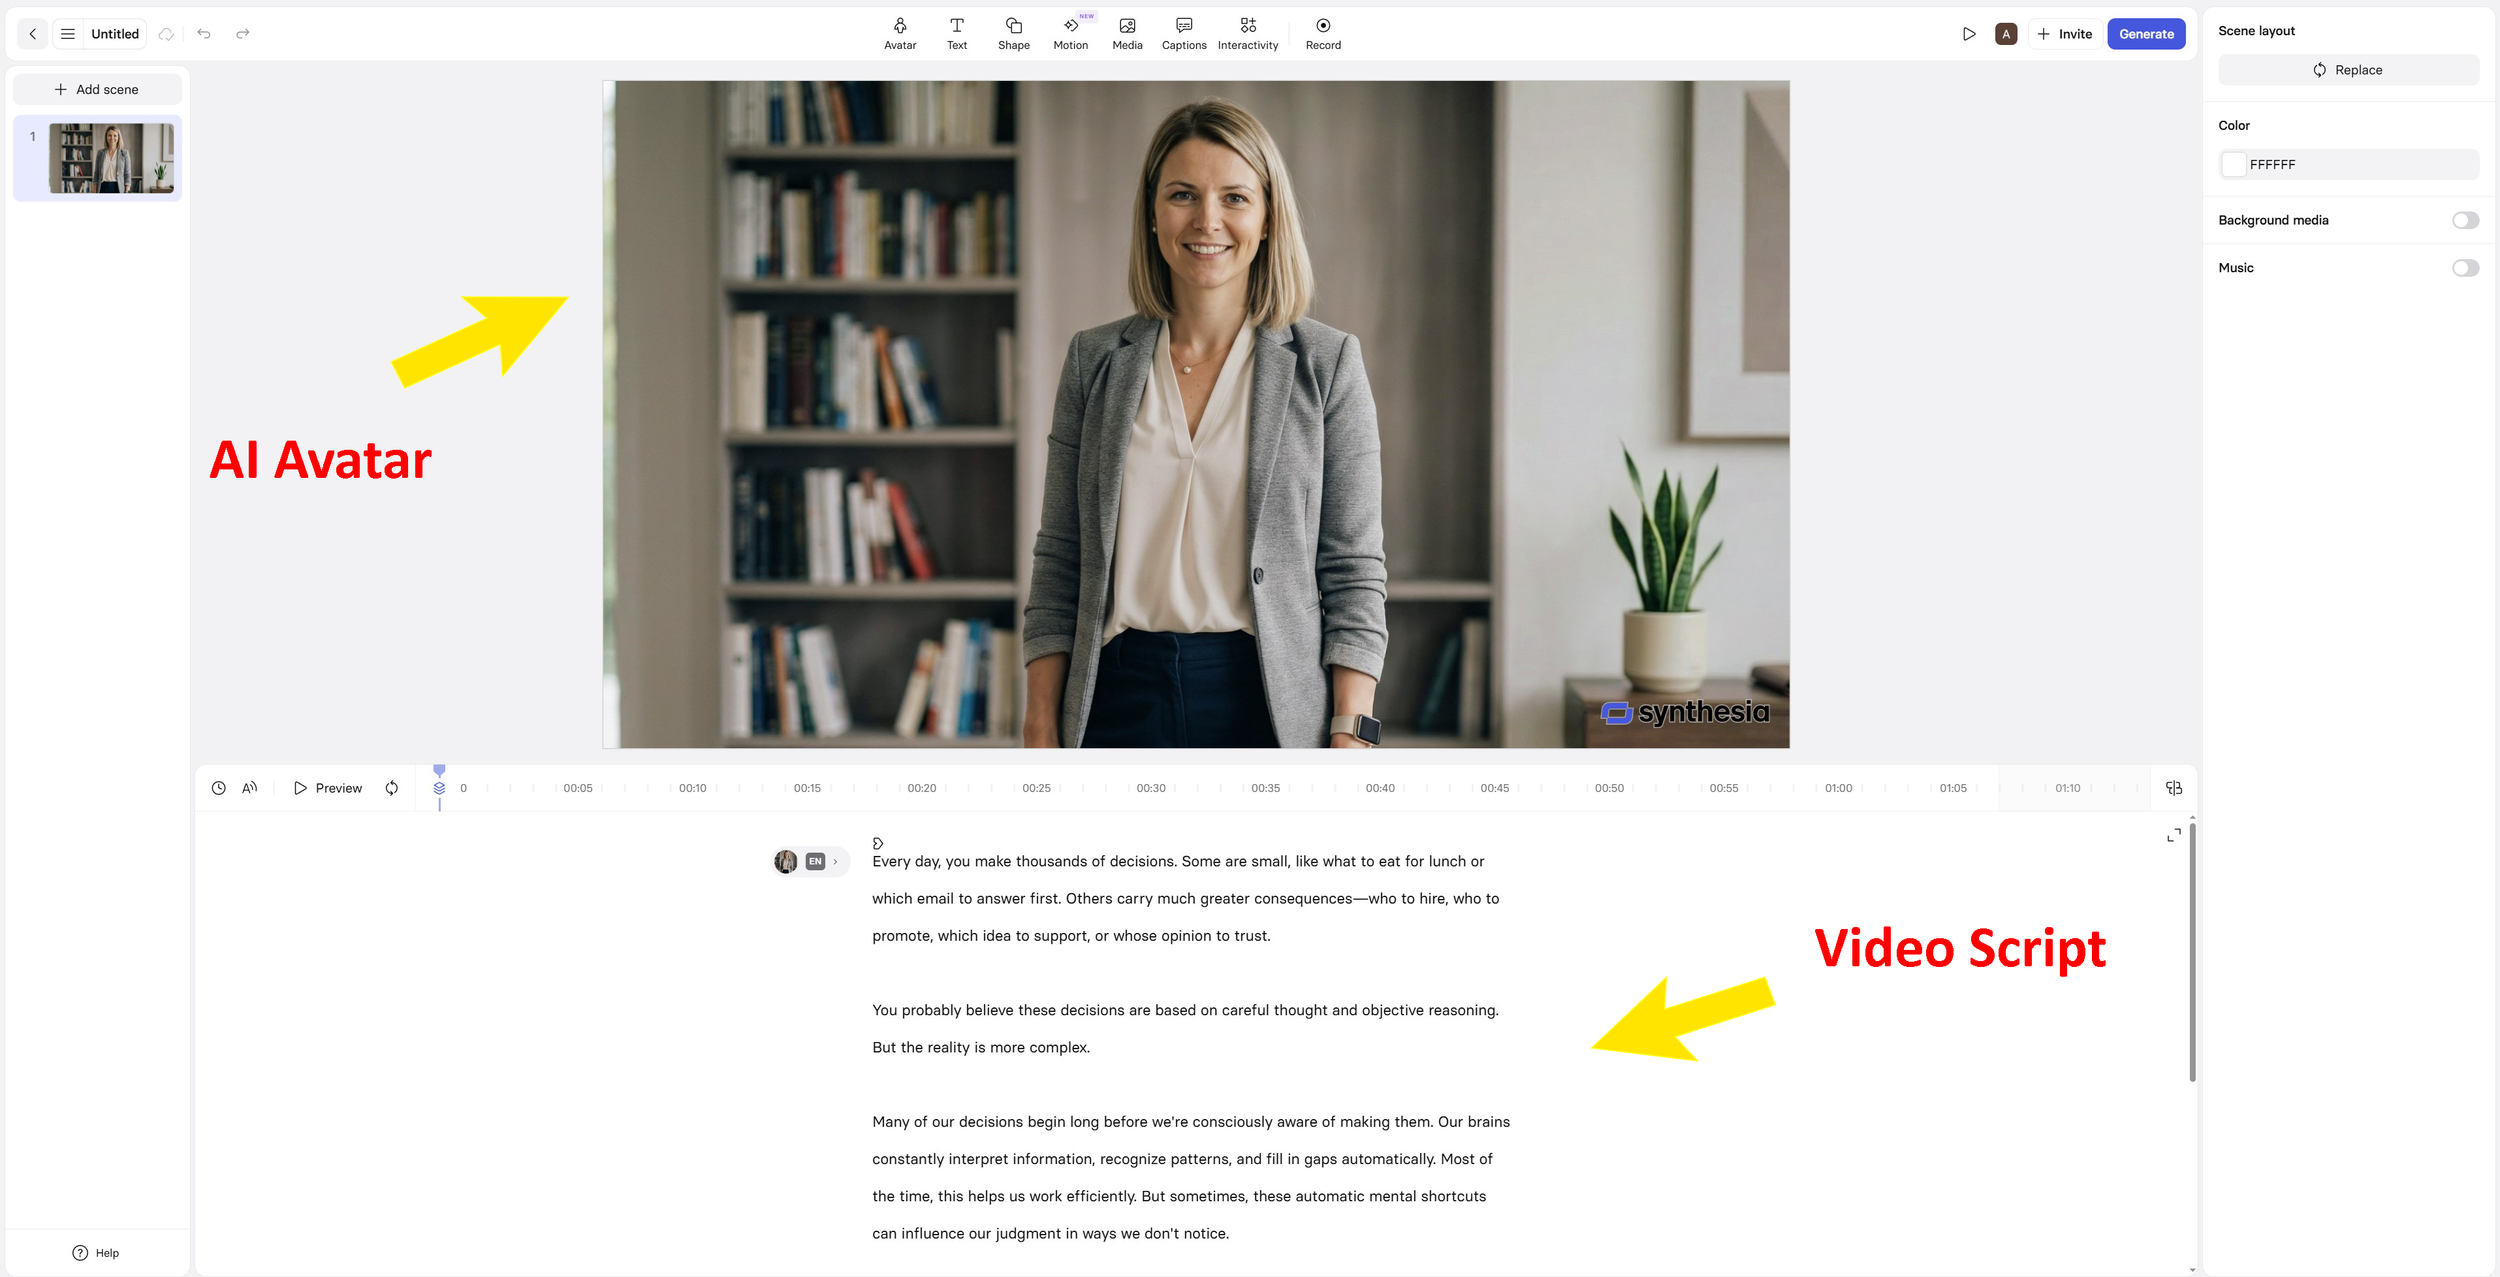 Untitled
Avatar
Text
Shape
Motion
NEW
Media
Captions
Interactivity
Record
A
Invite
Generate
Scene layout
Replace
Color
FFFFFF
Background media
Music
Add scene
1
AI Avatar
synthesia
Preview
0
00:05
00:10
00:15
00:20
00:25
00:30
00:35
00:40
00:45
00:50
00:55
01:00
01:05
01:10
EN
Every day, you make thousands of decisions. Some are small, like what to eat for lunch or
which email to answer first. Others carry much greater consequences—who to hire, who to
promote, which idea to support, or whose opinion to trust.
Video Script
You probably believe these decisions are based on careful thought and objective reasoning.
But the reality is more complex.
Many of our decisions begin long before we're consciously aware of making them. Our brains
constantly interpret information, recognize patterns, and fill in gaps automatically. Most of
the time, this helps us work efficiently. But sometimes, these automatic mental shortcuts
can influence our judgment in ways we don't notice.
Help